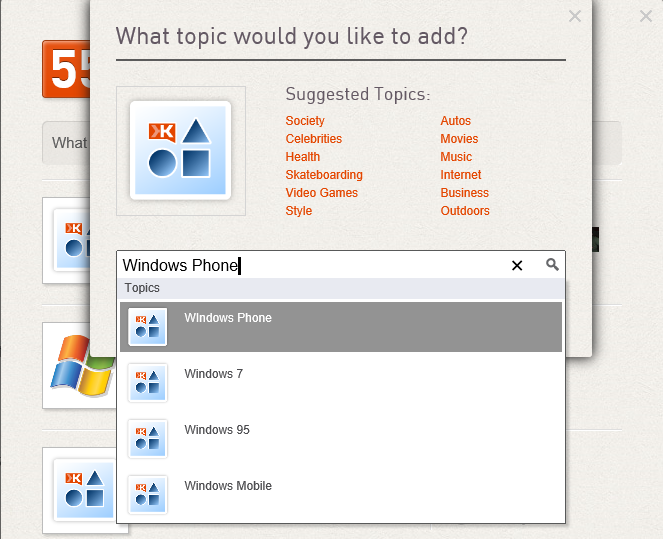 What topic would you like to add?
55
Suggested Topics:
Society
Autos
Celebrities
Movies
What
Health
Music
Skateboarding
Internet
Video Games
Business
Style
Outdoors
Windows Phone
Topics
WIndows Phone
Windows 7
Windows 95
Windows Mobile